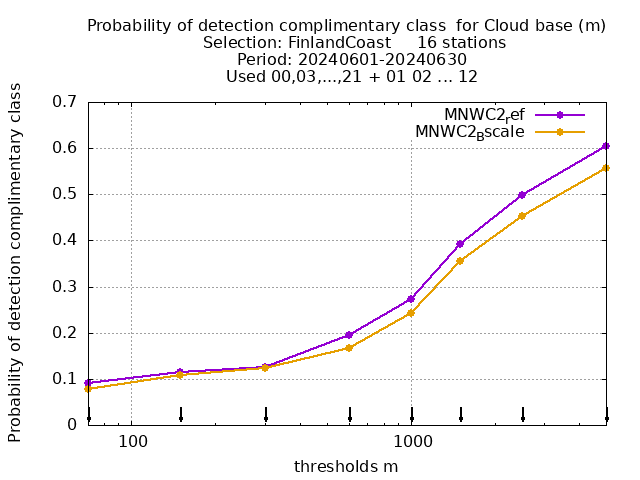 Probability of detection complimentary class  for Cloud base (m)
Selection: FinlandCoast     16 stations
Period: 20240601-20240630
Used 00,03,...,21 + 01 02 ... 12
Probability of detection complimentary class
0.7
0.6
0.5
0.4
0.3
0.2
0.1
0
MNWC2ref
MNWC2Bscale
100
1000
thresholds m